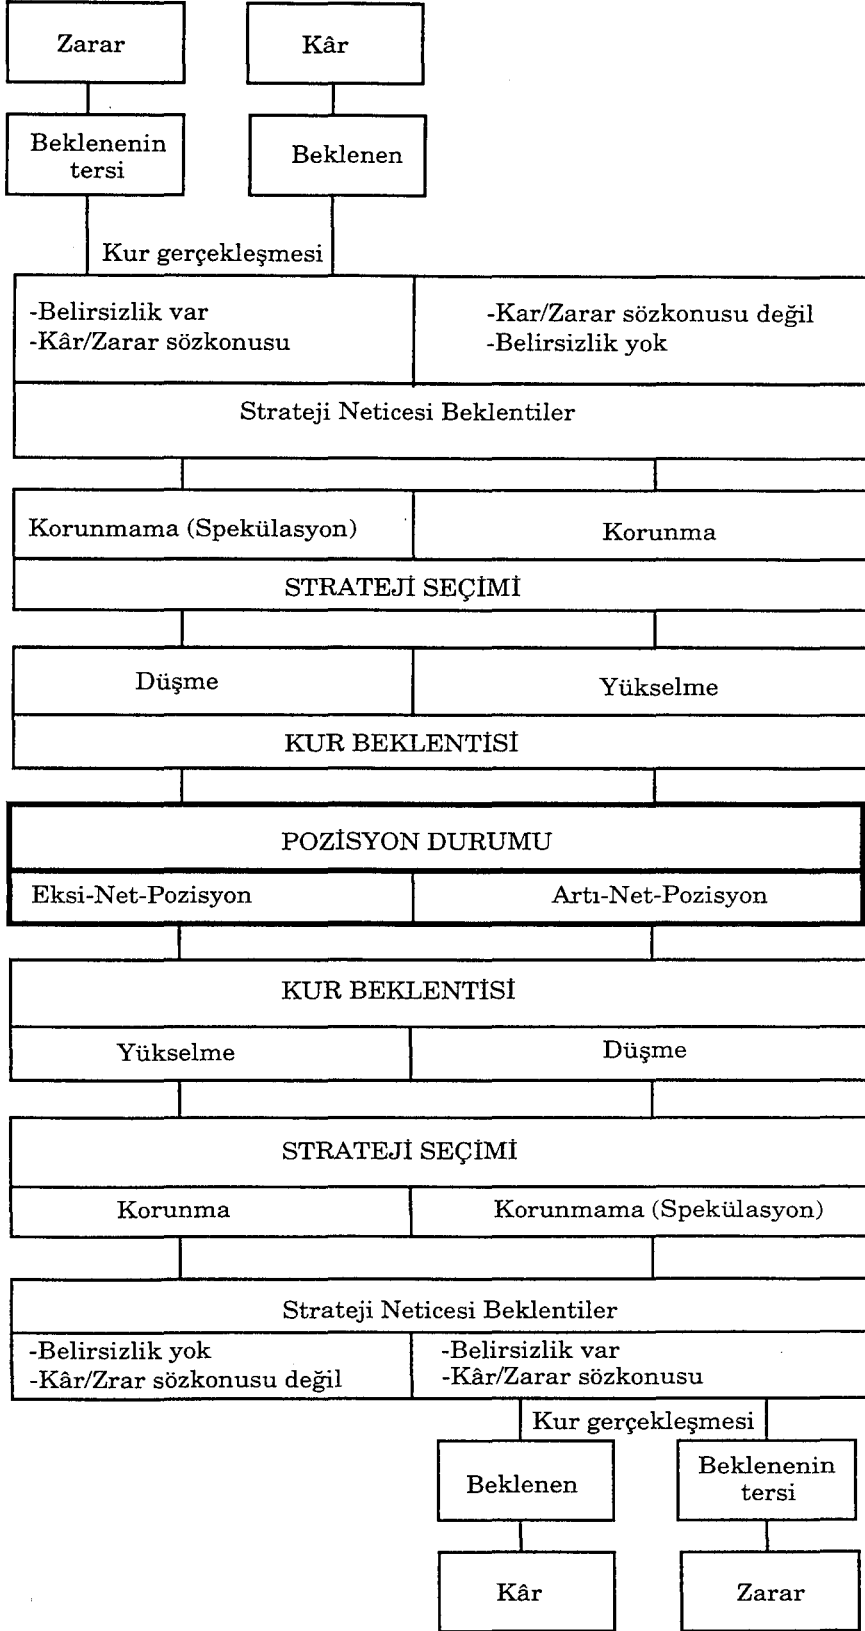 Zarar
Kâr
Beklenenin
tersi
Beklenen
Kur gerçekleşmesi
-Belirsizlik var
-Kâr/Zarar sözkonusu
-Kar/Zarar sözkonusu değil
-Belirsizlik yok
Strateji Neticesi Beklentiler
Korunmama (Spekülasyon)
Korunma
STRATEJİ SEÇİMİ
Düşme
Yükselme
KUR BEKLENTİSİ
POZİSYON DURUMU
Eksi-Net-Pozisyon
Artı-Net-Pozisyon
KUR BEKLENTİSİ
Yükselme
Düşme
STRATEJİ SEÇİMİ
Korunma
Korunmama (Spekülasyon)
Strateji Neticesi Beklentiler
-Belirsizlik yok
-Kâr/Zrar sözkonusu değil
-Belirsizlik var
-Kâr/Zarar sözkonusu
Kur gerçekleşmesi
Beklenen
Beklenenin
tersi
Kâr
Zarar